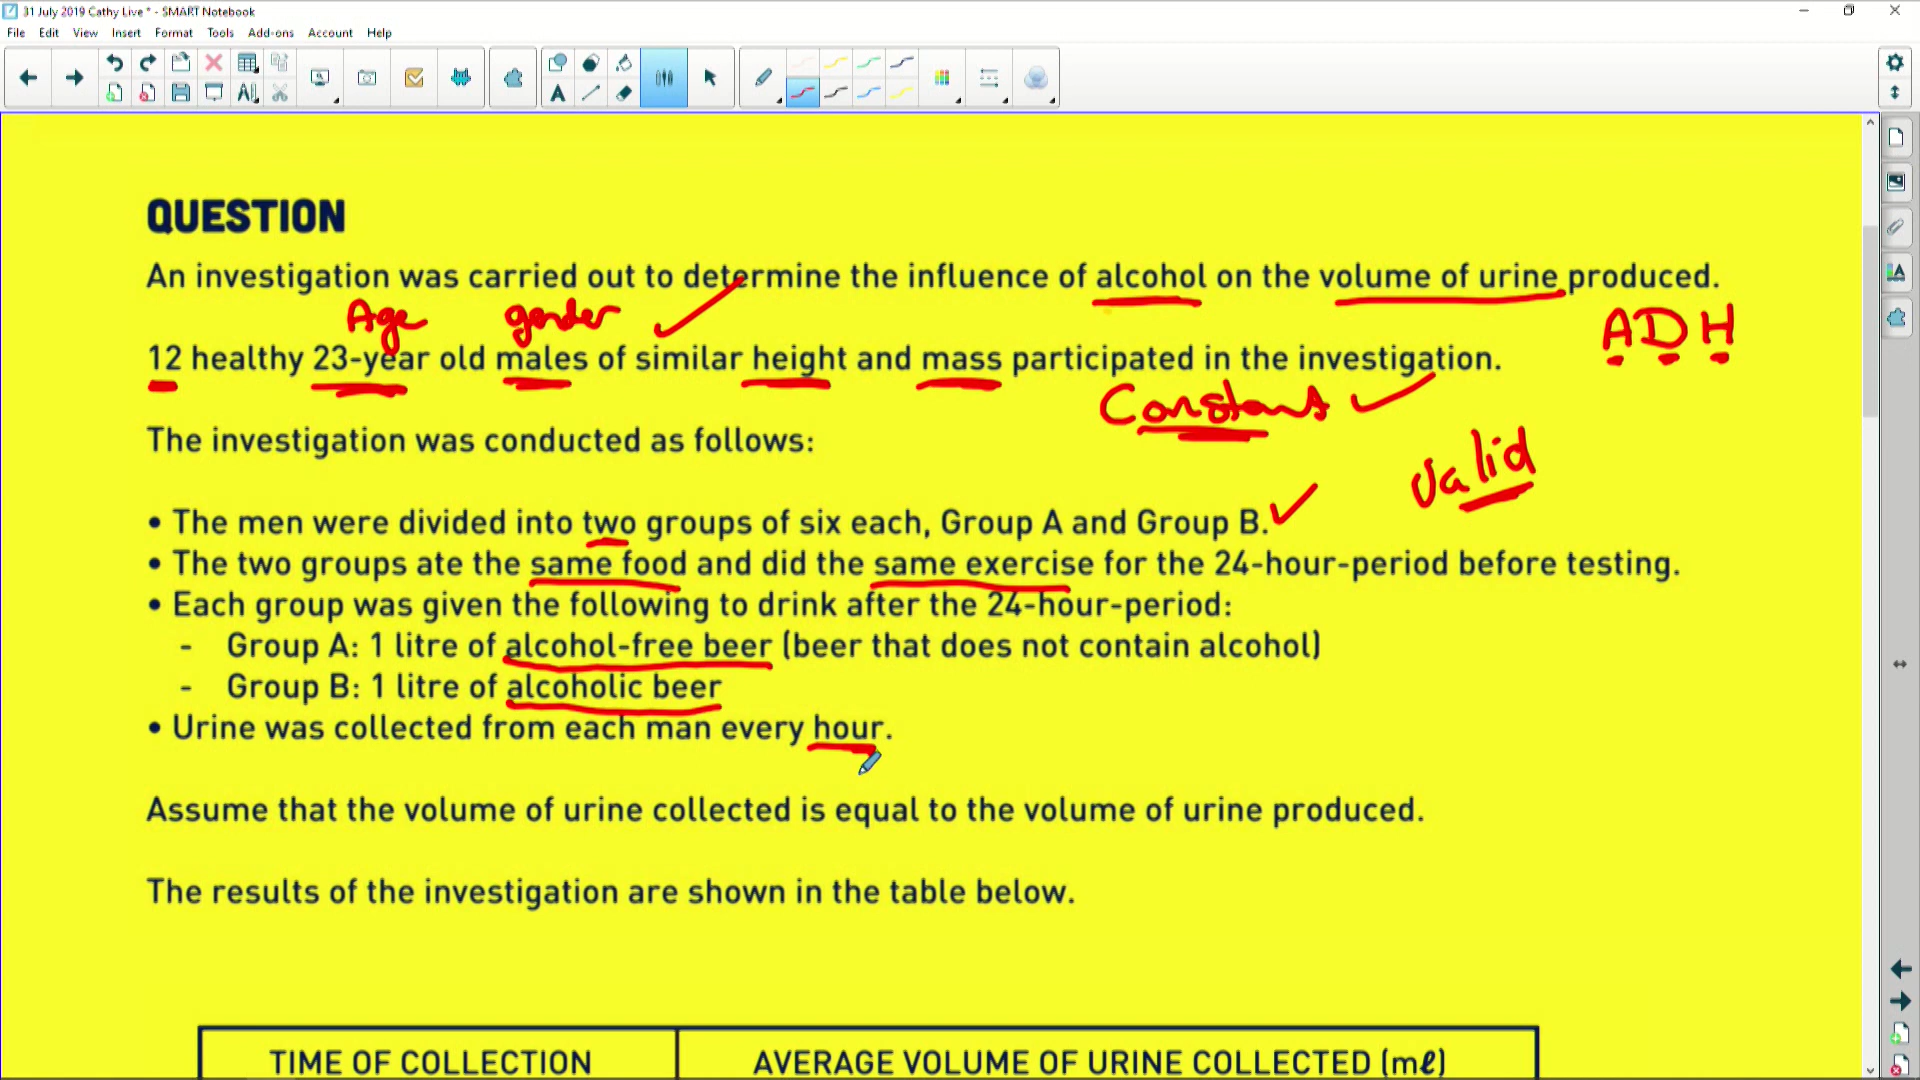 31 July 2019 Cathy Live * - SMART Notebook
File Edit View Insert Format Tools Add-ons Account Help
QUESTION
An investigation was carried out to determine the influence of alcohol on the volume of urine produced.
Age gender
ADH
12 healthy 23-year old males of similar height and mass participated in the investigation.
Constant
The investigation was conducted as follows:
Valid
• The men were divided into two groups of six each, Group A and Group B.
• The two groups ate the same food and did the same exercise for the 24-hour-period before testing.
• Each group was given the following to drink after the 24-hour-period:
- Group A: 1 litre of alcohol-free beer (beer that does not contain alcohol)
- Group B: 1 litre of alcoholic beer
• Urine was collected from each man every hour.
Assume that the volume of urine collected is equal to the volume of urine produced.
The results of the investigation are shown in the table below.
TIME OF COLLECTION AVERAGE VOLUME OF URINE COLLECTED (mℓ)